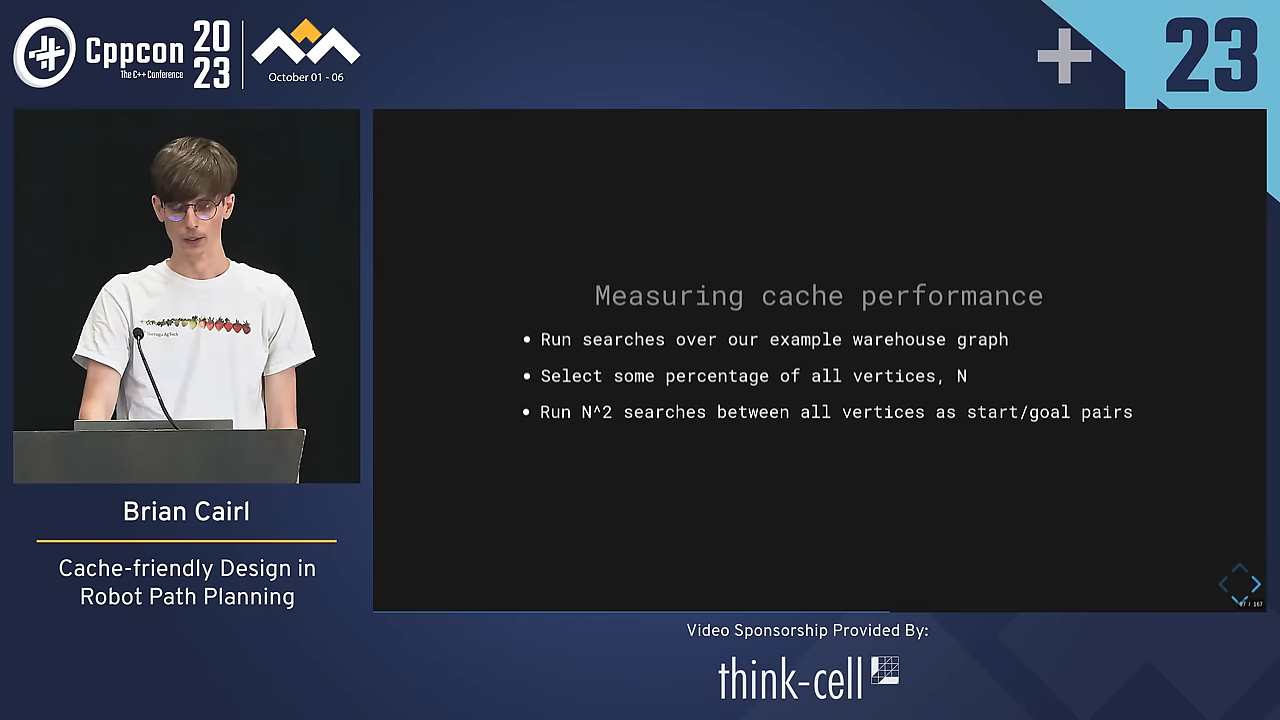 Cppcon
The C++ Conference
20
23
October 01 - 06
23
Measuring cache performance
• Run searches over our example warehouse graph
• Select some percentage of all vertices, N
• Run N^2 searches between all vertices as start/goal pairs
/ 167
Brian Cairl
Cache-friendly Design in
Robot Path Planning
Video Sponsorship Provided By:
think-cell